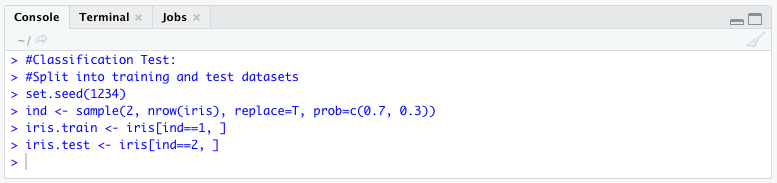 Console Terminal × Jobs ×
~/
> #Classification Test:
> #Split into training and test datasets
> set.seed(1234)
> ind <- sample(2, nrow(iris), replace=T, prob=c(0.7, 0.3))
> iris.train <- iris[ind==1, ]
> iris.test <- iris[ind==2, ]
>